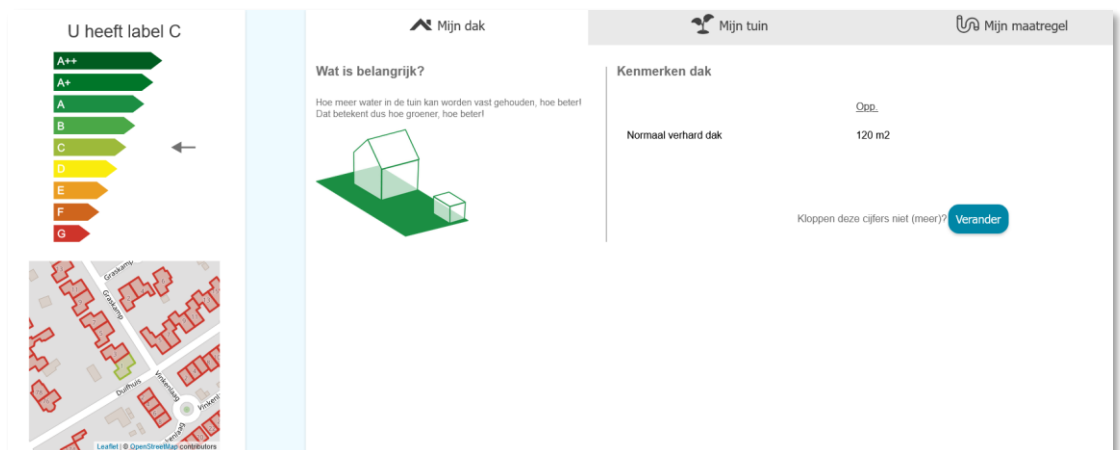 U heeft label C
A++
A+
A
B
C
D
E
F
G
Mijn dak
Mijn tuin
Mijn maatregel
Wat is belangrijk?
Hoe meer water in de tuin kan worden vast gehouden, hoe beter!
Dat betekent dus hoe groener, hoe beter!
Kenmerken dak
Opp.
Normaal verhard dak
120 m2
Kloppen deze cijfers niet (meer)?
Verander
Graskamp
Graskamp
Duifhuis
Vinkenlaag
Leaflet | © OpenStreetMap contributors